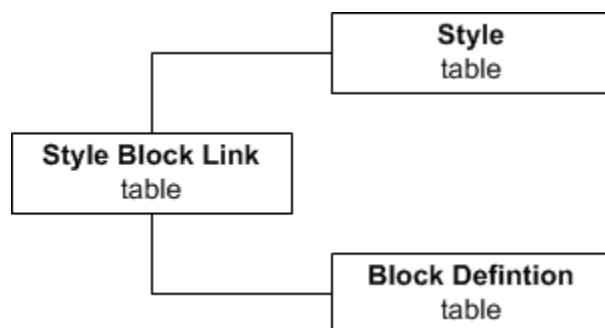 Style
table
Style Block Link
table
Block Defintion
table